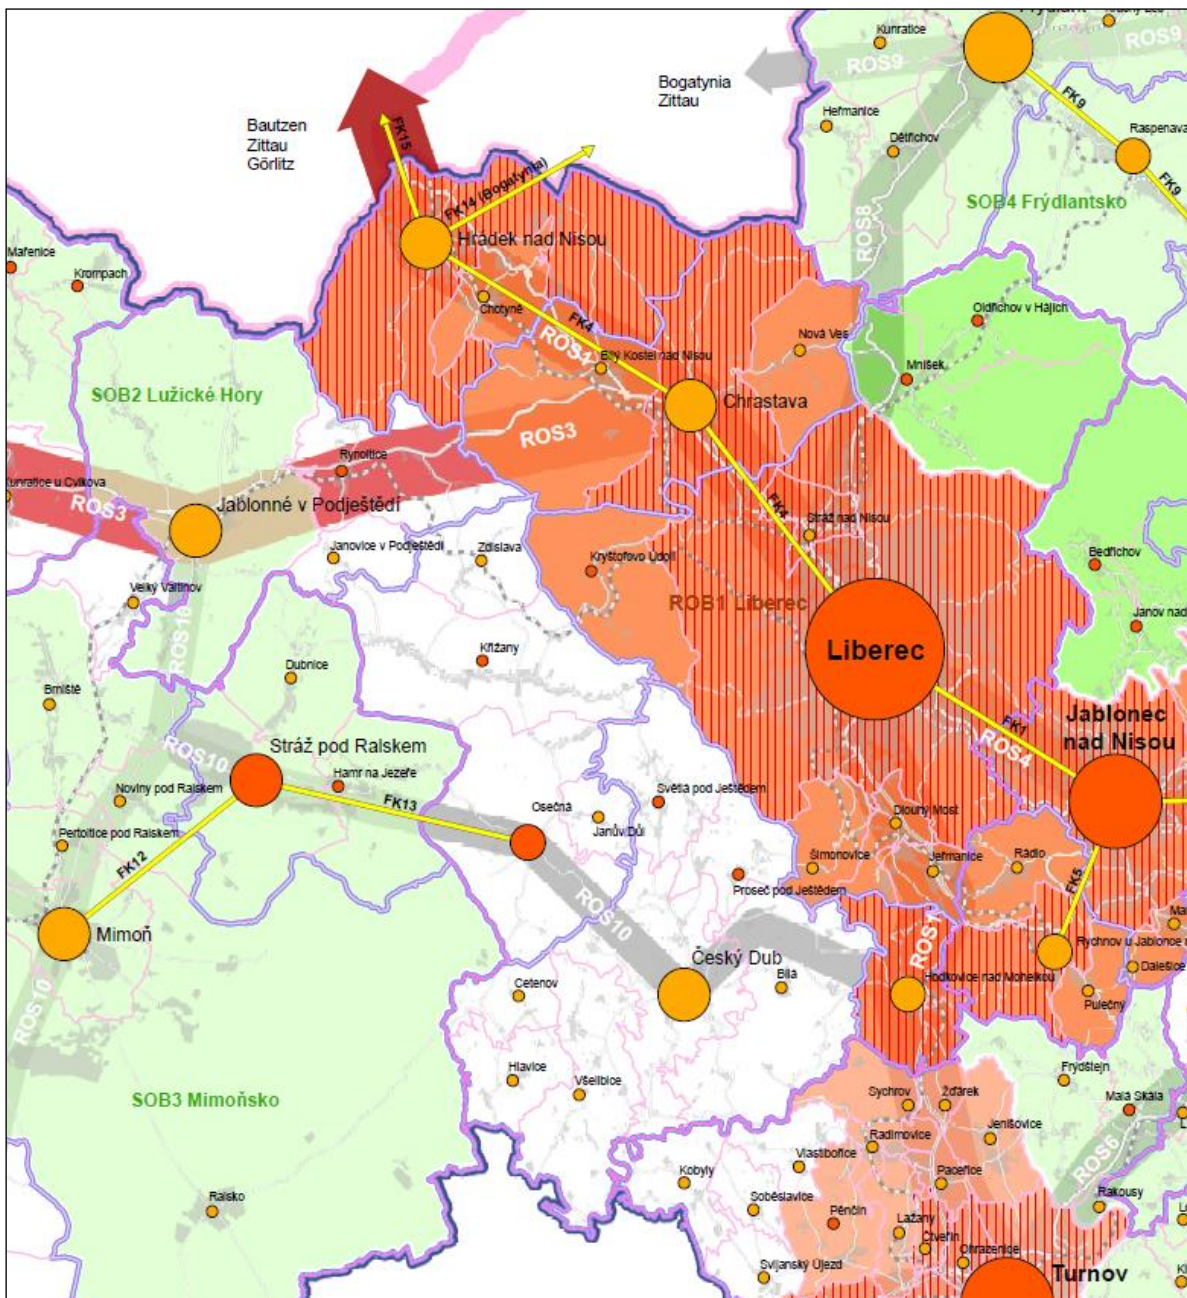 Frýdlant
Kunratice
ROS9
ROS9
Bogatynia
Zittau
FK9
Heřmanice
Raspenava
Bautzen
Zittau
Görlitz
FK15
Dětřichov
FK9
FK14 (Bogatynia)
SOB4 Frýdlantsko
Hrádek nad Nisou
ROS8
Mařenice
Krompach
Chotyně
Oldřichov v Hájích
FK4
ROS1
Nová Ves
Bílý Kostel nad Nisou
Mníšek
SOB2 Lužické Hory
Chrastava
ROS3
Rynoltice
Kunratice u Cvikova
ROS3
Jablonné v Podještědí
FK4
Stráž nad Nisou
Janovice v Podještědí
Zdislava
Kryštofovo Údolí
Bedřichov
Velký Valtinov
ROS10
ROB1 Liberec
Janov nad
Liberec
Křižany
Dubnice
Brniště
Jablonec
nad Nisou
FK1
ROS4
Stráž pod Ralskem
ROS10
Hamr na Jezeře
Noviny pod Ralskem
FK13
Osečná
Světlá pod Ještědem
Janův Důl
Dlouhý Most
Pertoltice pod Ralskem
FK12
Šimonovice
Jeřmanice
Rádlo
FK5
Proseč pod Ještědem
ROS10
Mimoň
ROS1
Rychnov u Jablonce n
Český Dub
Hodkovice nad Mohelkou
Dalešice
Bílá
Cetenov
Pulečný
ROS10
Hlavice
Všelibice
Frýdštejn
SOB3 Mimoňsko
Sychrov
Žďárek
Malá Skála
Jenišovice
Radimovice
ROS6
Vlastibořice
Paceřice
Kobyly
Ralsko
Soběslavice
Pěnčín
Rakousy
Lažany
Čtveřín
Ohrazenice
Svijanský Újezd
Turnov